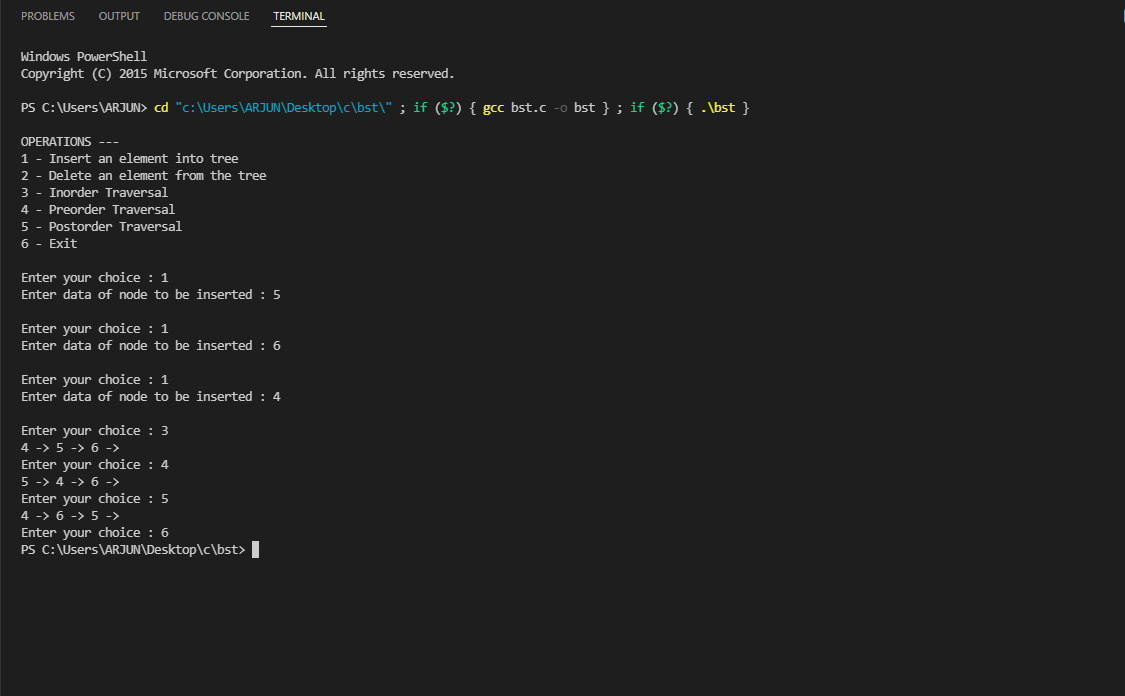 PROBLEMS OUTPUT DEBUG CONSOLE TERMINAL
Windows PowerShell
Copyright (C) 2015 Microsoft Corporation. All rights reserved.
PS C:\Users\ARJUN> cd "c:\Users\ARJUN\Desktop\c\bst\" ; if ($?) { gcc bst.c -o bst } ; if ($?) { .\bst }
OPERATIONS ---
1 - Insert an element into tree
2 - Delete an element from the tree
3 - Inorder Traversal
4 - Preorder Traversal
5 - Postorder Traversal
6 - Exit
Enter your choice : 1
Enter data of node to be inserted : 5
Enter your choice : 1
Enter data of node to be inserted : 6
Enter your choice : 1
Enter data of node to be inserted : 4
Enter your choice : 3
4 -> 5 -> 6 ->
Enter your choice : 4
5 -> 4 -> 6 ->
Enter your choice : 5
4 -> 6 -> 5 ->
Enter your choice : 6
PS C:\Users\ARJUN\Desktop\c\bst>